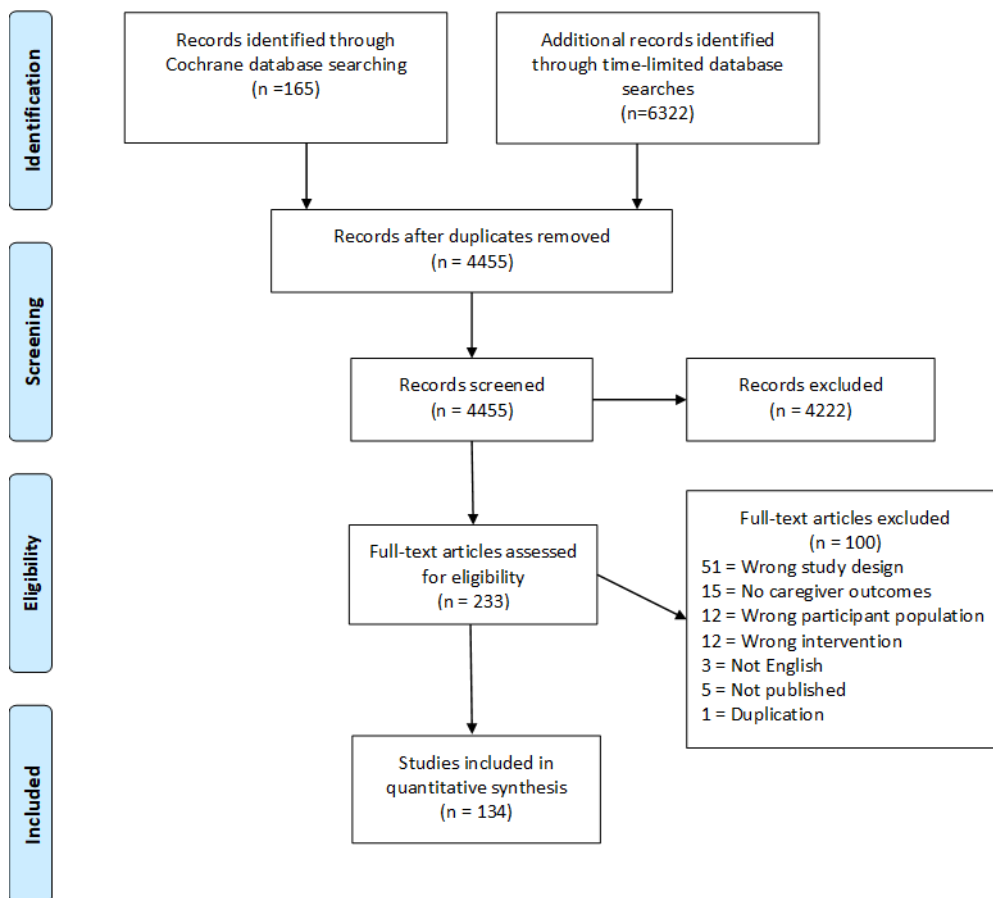 Identification
Records identified through
Cochrane database searching
(n =165)
Additional records identified
through time-limited database
searches
(n=6322)
Records after duplicates removed
(n = 4455)
Screening
Records screened
(n = 4455)
Records excluded
(n = 4222)
Eligibility
Full-text articles assessed
for eligibility
(n = 233)
Full-text articles excluded
(n = 100)
51 = Wrong study design
15 = No caregiver outcomes
12 = Wrong participant population
12 = Wrong intervention
3 = Not English
5 = Not published
1 = Duplication
Included
Studies included in
quantitative synthesis
(n = 134)